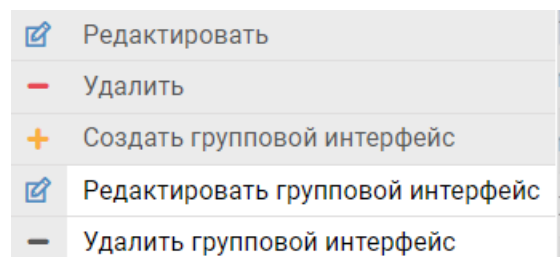 Редактировать
Удалить
Создать групповой интерфейс
Редактировать групповой интерфейс
Удалить групповой интерфейс